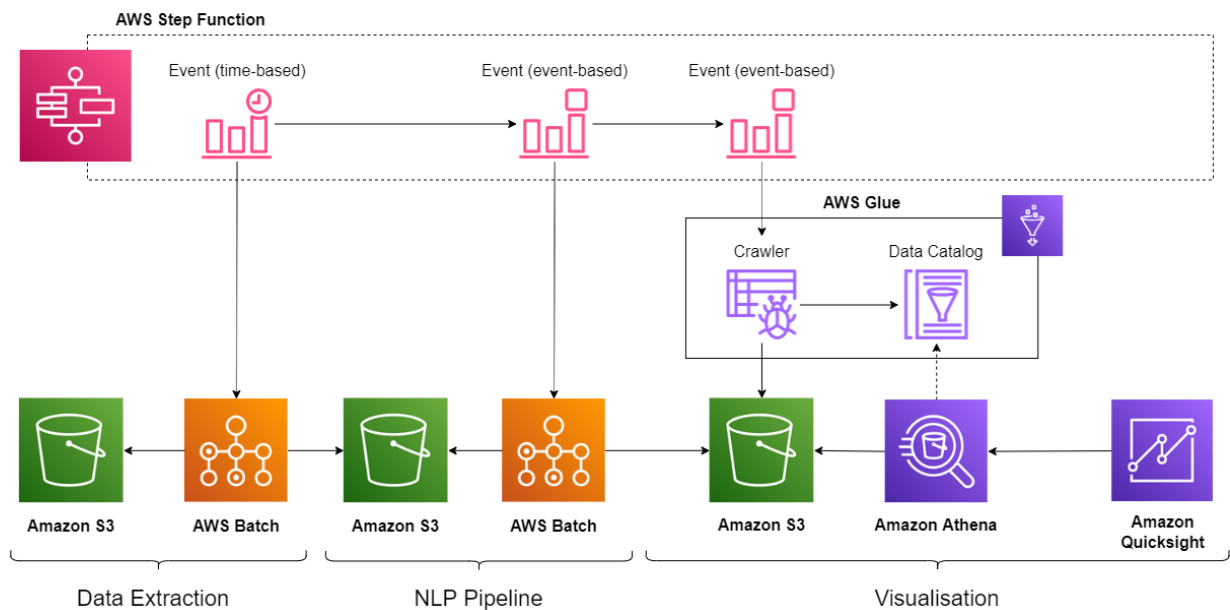 AWS Step Function
Event (time-based)
Event (event-based)
Event (event-based)
AWS Glue
Crawler
Data Catalog
Amazon S3
AWS Batch
Amazon S3
AWS Batch
Amazon S3
Amazon Athena
Amazon
Quicksight
Data Extraction
NLP Pipeline
Visualisation